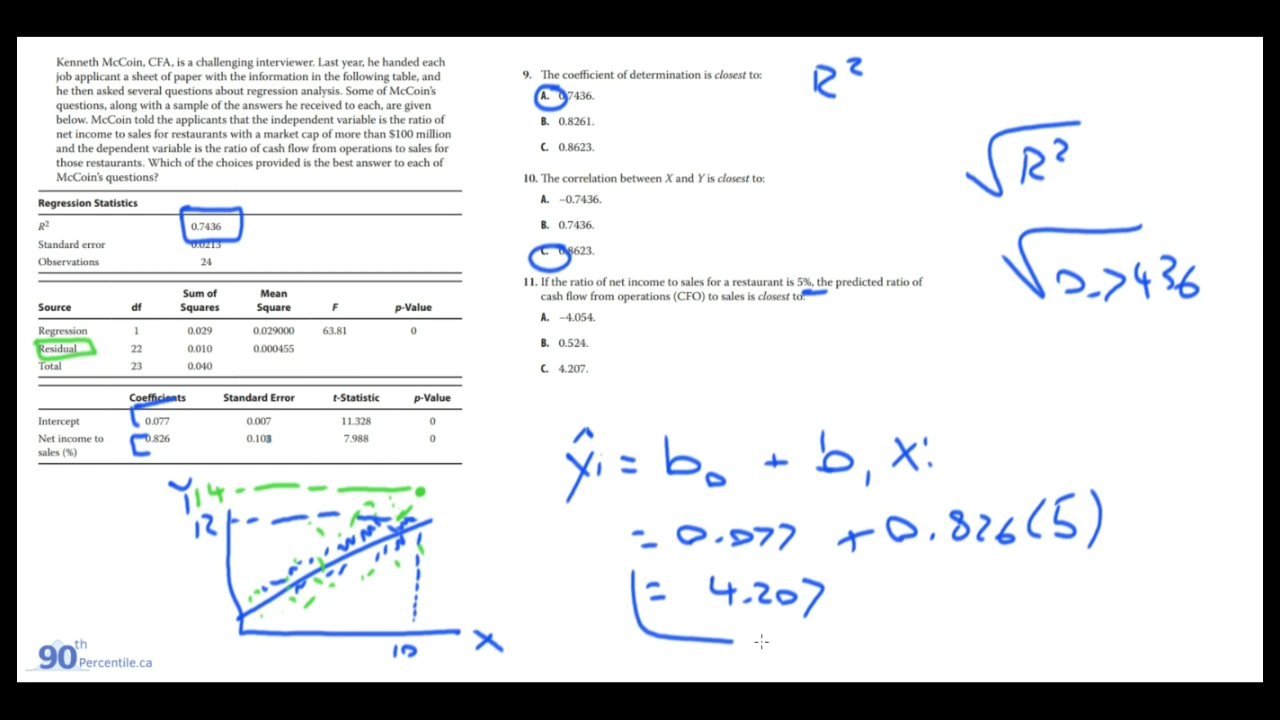 Kenneth McCoin, CFA, is a challenging interviewer. Last year, he handed each
job applicant a sheet of paper with the information in the following table, and
he then asked several questions about regression analysis. Some of McCoin's
questions, along with a sample of the answers he received to each, are given
below. McCoin told the applicants that the independent variable is the ratio of
net income to sales for restaurants with a market cap of more than $100 million
and the dependent variable is the ratio of cash flow from operations to sales for
those restaurants. Which of the choices provided is the best answer to each of
McCoin's questions?
Regression Statistics
R² 0.7436
Standard error 0.0213
Observations 24
Source df Sum of Squares Mean Square F p-Value
Regression 1 0.029 0.029000 63.81 0
Residual 22 0.010 0.000455
Total 23 0.040
Coefficients Standard Error t-Statistic p-Value
Intercept 0.077 0.007 11.328 0
Net income to sales (%) 0.826 0.103 7.988 0
Y 14
12
10 X
90th Percentile.ca
9. The coefficient of determination is closest to: R²
A. 0.7436.
B. 0.8261.
C. 0.8623.
10. The correlation between X and Y is closest to:
A. −0.7436.
B. 0.7436.
C. 0.8623.
11. If the ratio of net income to sales for a restaurant is 5%, the predicted ratio of
cash flow from operations (CFO) to sales is closest to:
A. −4.054.
B. 0.524.
C. 4.207.
√R²
√0.7436
ŷi = b0 + b1 xi
= 0.077 + 0.826(5)
= 4.207